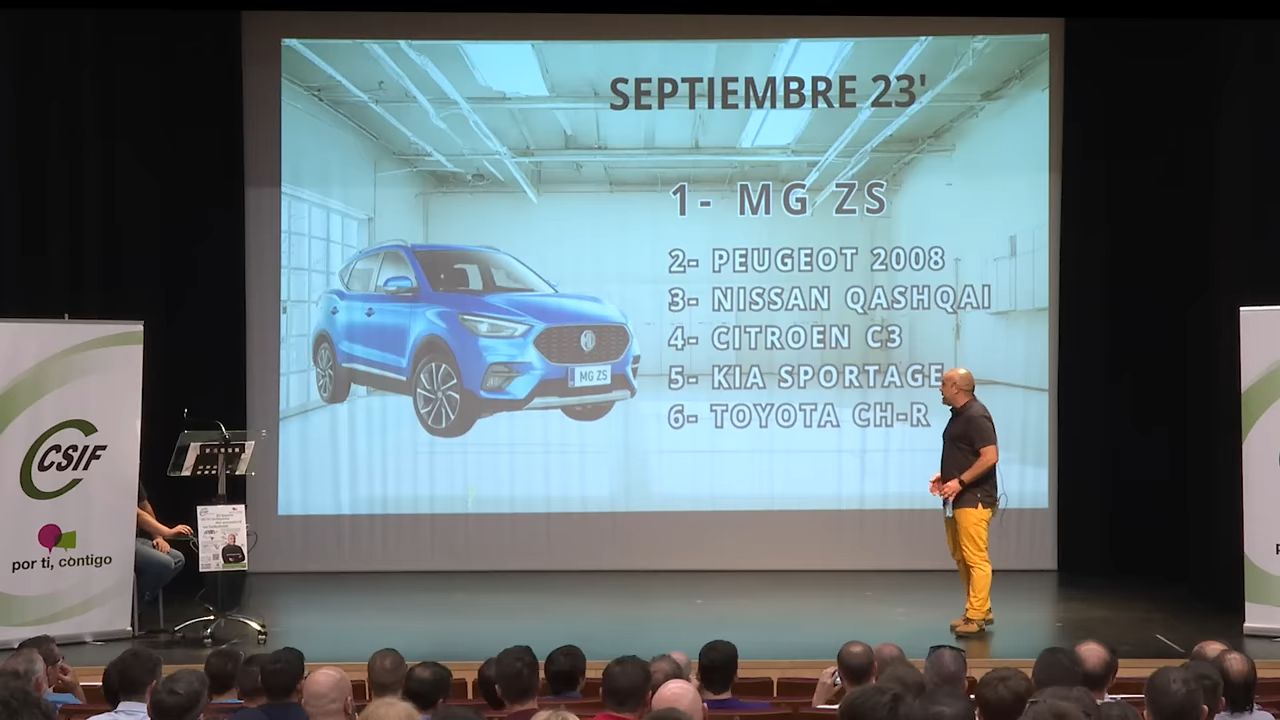 SEPTIEMBRE 23'
1- MG ZS
2- PEUGEOT 2008
3- NISSAN QASHQAI
4- CITROEN C3
5- KIA SPORTAGE
6- TOYOTA CH-R
MG ZS
CSIF
por ti, contigo